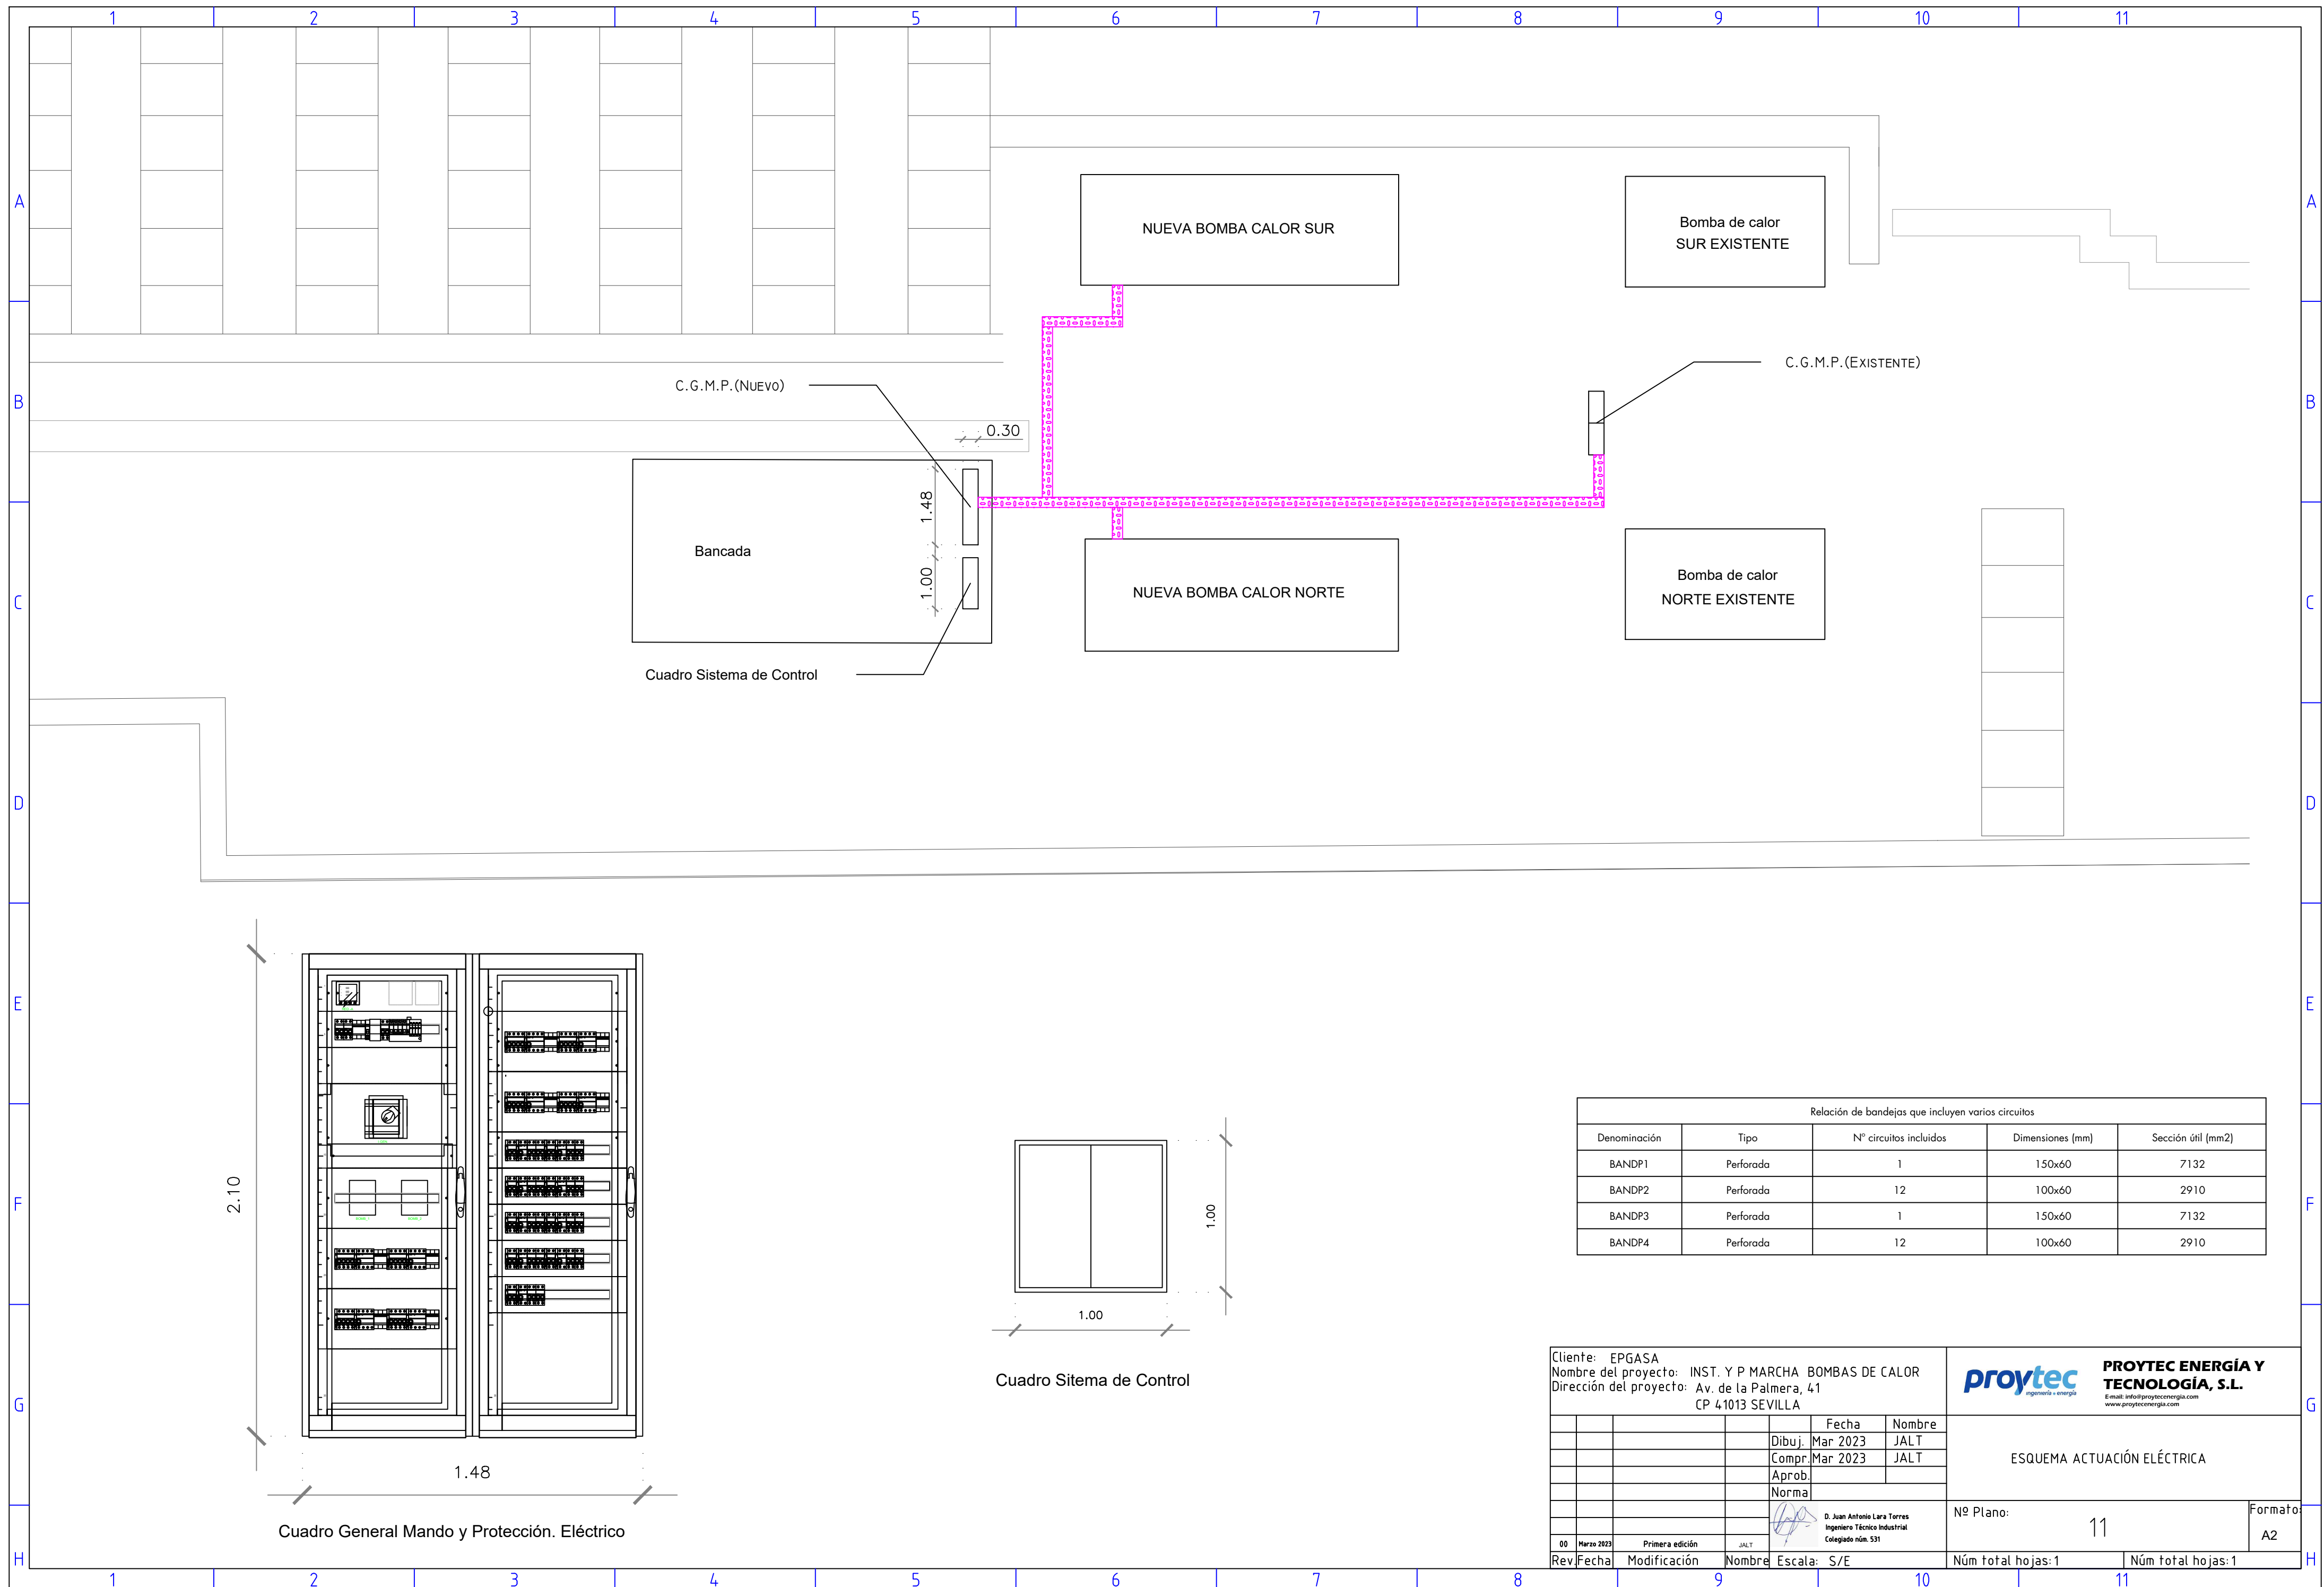 1 2 3 4 5 6 7 8 9 10 11
A A
B B
C C
D D
E E
F F
G G
H H
NUEVA BOMBA CALOR SUR
Bomba de calor
SUR EXISTENTE
C.G.M.P.(NUEVO)
C.G.M.P.(EXISTENTE)
0.30
1.48
1.00
Bancada
NUEVA BOMBA CALOR NORTE
Bomba de calor
NORTE EXISTENTE
Cuadro Sistema de Control
2.10
1.48
Cuadro General Mando y Protección. Eléctrico
1.00
1.00
Cuadro Sitema de Control
Relación de bandejas que incluyen varios circuitos
Denominación Tipo Nº circuitos incluidos Dimensiones (mm) Sección útil (mm2)
BANDP1 Perforada 1 150x60 7132
BANDP2 Perforada 12 100x60 2910
BANDP3 Perforada 1 150x60 7132
BANDP4 Perforada 12 100x60 2910
Cliente: EPGASA
Nombre del proyecto: INST. Y P MARCHA BOMBAS DE CALOR
Dirección del proyecto: Av. de la Palmera, 41
CP 41013 SEVILLA
proytec
ingeniería + energía
PROYTEC ENERGÍA Y
TECNOLOGÍA, S.L.
E-mail: info@proytecenergia.com
www.proytecenergia.com
Fecha Nombre
Dibuj. Mar 2023 JALT
Compr. Mar 2023 JALT
Aprob.
Norma
ESQUEMA ACTUACIÓN ELÉCTRICA
D. Juan Antonio Lara Torres
Ingeniero Técnico Industrial
Colegiado núm. 531
Nº Plano: 11
Formato:
A2
00 Marzo 2023 Primera edición JALT
Rev. Fecha Modificación Nombre Escala: S/E
Núm total hojas: 1 Núm total hojas: 1
1 2 3 4 5 6 7 8 9 10 11